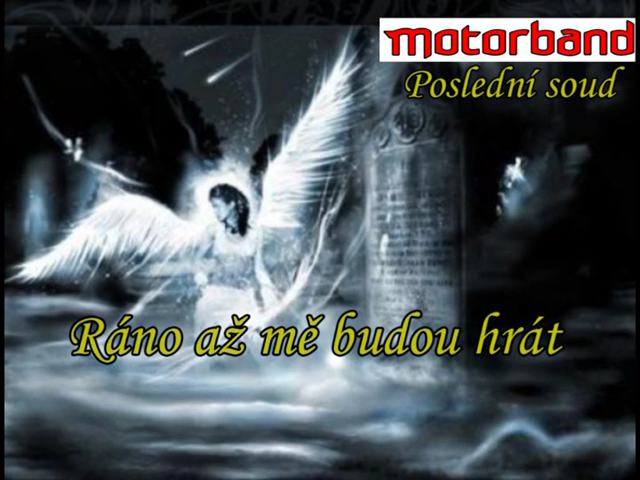 motorband
Poslední soud
Ráno až mě budou hrát